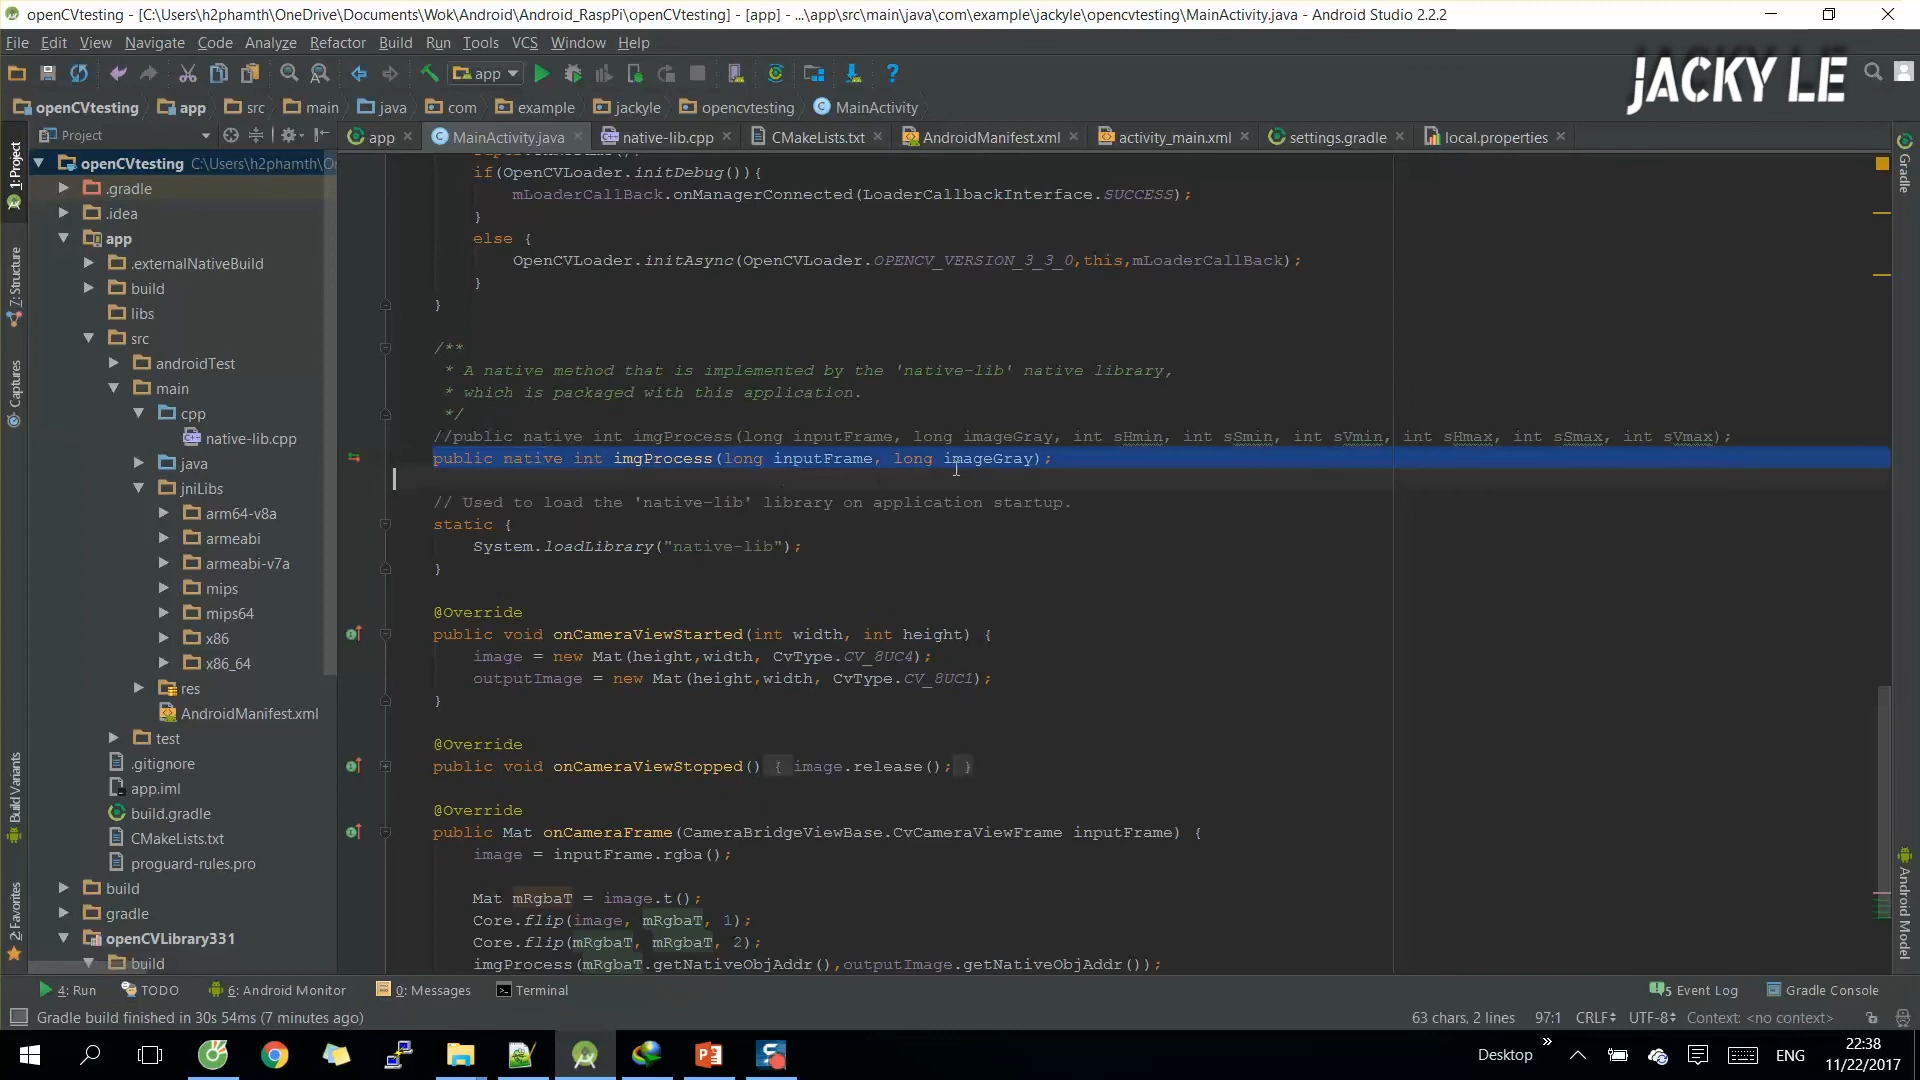 openCVtesting - [C:\Users\h2phamth\OneDrive\Documents\Wok\Android\Android_RaspPi\openCVtesting] - [app] - ...\app\src\main\java\com\example\jackyle\opencvtesting\MainActivity.java - Android Studio 2.2.2
File Edit View Navigate Code Analyze Refactor Build Run Tools VCS Window Help
app
JACKY LE
openCVtesting app src main java com example jackyle opencvtesting MainActivity
Project
app MainActivity.java native-lib.cpp CMakeLists.txt AndroidManifest.xml activity_main.xml settings.gradle local.properties
1: Project
7: Structure
Captures
Build Variants
2: Favorites
openCVtesting C:\Users\h2phamth\O
.gradle
.idea
app
.externalNativeBuild
build
libs
src
androidTest
main
cpp
native-lib.cpp
java
jniLibs
arm64-v8a
armeabi
armeabi-v7a
mips
mips64
x86
x86_64
res
AndroidManifest.xml
test
.gitignore
app.iml
build.gradle
CMakeLists.txt
proguard-rules.pro
build
gradle
openCVLibrary331
build
if(OpenCVLoader.initDebug()){
mLoaderCallBack.onManagerConnected(LoaderCallbackInterface.SUCCESS);
}
else {
OpenCVLoader.initAsync(OpenCVLoader.OPENCV_VERSION_3_3_0,this,mLoaderCallBack);
}
}
/**
* A native method that is implemented by the 'native-lib' native library,
* which is packaged with this application.
*/
//public native int imgProcess(long inputFrame, long imageGray, int sHmin, int sSmin, int sVmin, int sHmax, int sSmax, int sVmax);
public native int imgProcess(long inputFrame, long imageGray);
// Used to load the 'native-lib' library on application startup.
static {
System.loadLibrary("native-lib");
}
@Override
public void onCameraViewStarted(int width, int height) {
image = new Mat(height,width, CvType.CV_8UC4);
outputImage = new Mat(height,width, CvType.CV_8UC1);
}
@Override
public void onCameraViewStopped() { image.release(); }
@Override
public Mat onCameraFrame(CameraBridgeViewBase.CvCameraViewFrame inputFrame) {
image = inputFrame.rgba();
Mat mRgbaT = image.t();
Core.flip(image, mRgbaT, 1);
Core.flip(mRgbaT, mRgbaT, 2);
imgProcess(mRgbaT.getNativeObjAddr(),outputImage.getNativeObjAddr());
Gradle
Android Model
4: Run TODO 6: Android Monitor 0: Messages Terminal 5 Event Log Gradle Console
Gradle build finished in 30s 54ms (7 minutes ago) 63 chars, 2 lines 97:1 CRLF UTF-8 Context: <no context>
Desktop ENG 22:38
11/22/2017